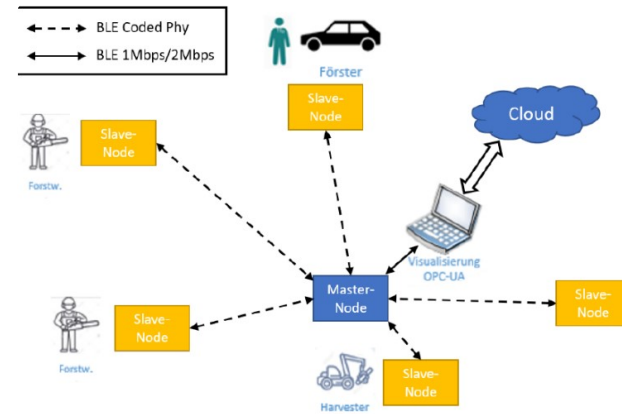 BLE Coded Phy
BLE 1Mbps/2Mbps
Förster
Slave-
Node
Cloud
Slave-
Node
Forstw.
Visualisierung
OPC-UA
Master-
Node
Slave-
Node
Slave-
Node
Forstw.
Slave-
Node
Harvester